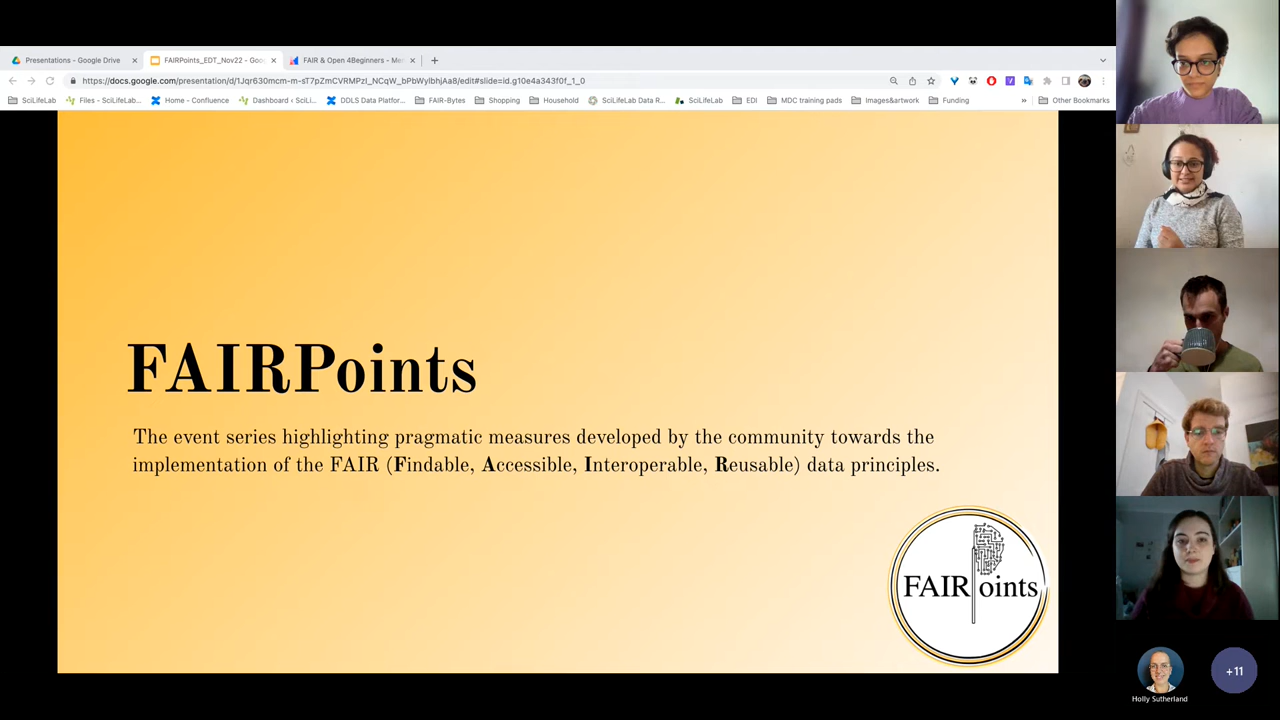 Presentations - Google Drive
FAIRPoints_EDT_Nov22 - Goo
FAIR & Open 4Beginners - Me
https://docs.google.com/presentation/d/1Jqr630mcm-m-sT7pZmCVRMPzI_NCqW_bPbWyIbhjAa8/edit#slide=id.g10e4a343f0f_1_0
SciLifeLab
Files - SciLifeLab...
Home - Confluence
Dashboard ‹ SciLi...
DDLS Data Platfor...
FAIR-Bytes
Shopping
Household
SciLifeLab Data R...
SciLifeLab
EDI
MDC training pads
Images&artwork
Funding
»
Other Bookmarks
FAIRPoints
The event series highlighting pragmatic measures developed by the community towards the
implementation of the FAIR (Findable, Accessible, Interoperable, Reusable) data principles.
FAIR oints
Holly Sutherland
+11